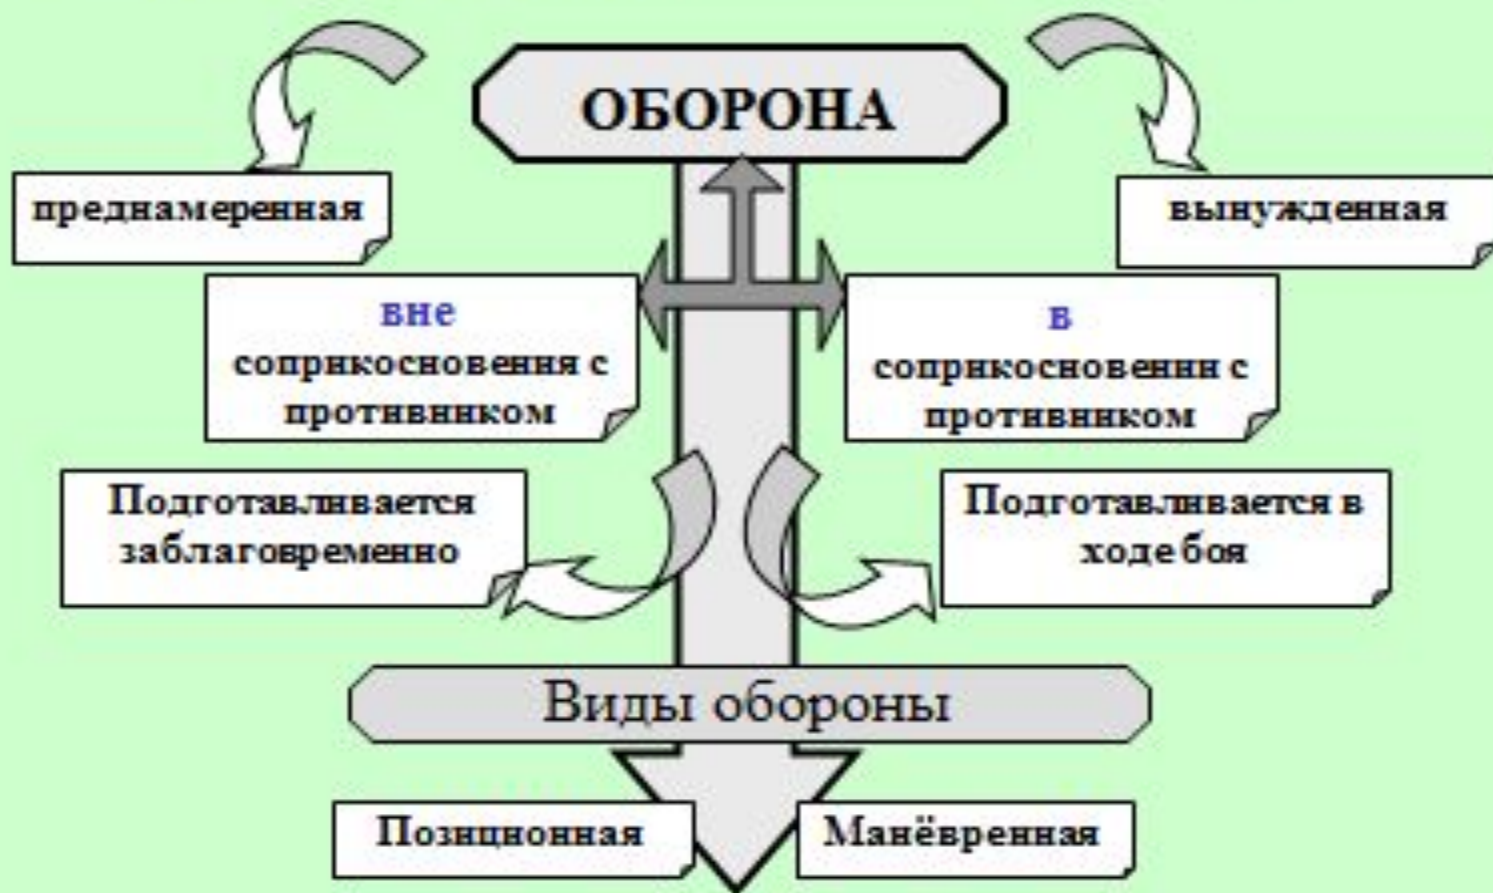 ОБОРОНА
преднамеренная
вынужденная
вне
соприкосновения с
противником
в
соприкосновении с
противником
Подготавливается
заблаговременно
Подготавливается в
ходе боя
Виды обороны
Позиционная
Манёвренная